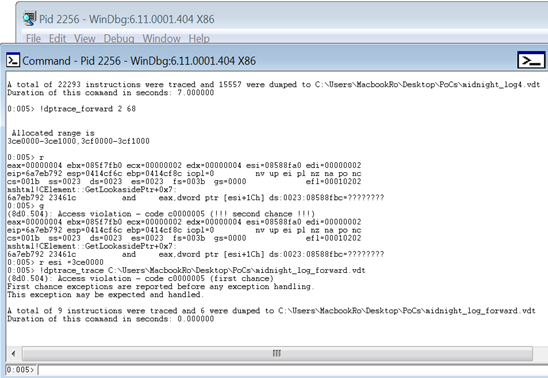 Pid 2256 - WinDbg:6.11.0001.404 X86
File Edit View Debug Window Help
Command - Pid 2256 - WinDbg:6.11.0001.404 X86
A total of 22293 instructions were traced and 15557 were dumped to C:\Users\MacbookRo\Desktop\PoCs\midnight_log4.vdt
Duration of this command in seconds: 7.000000
0:005> !dptrace_forward 2 68
Allocated range is
3ce0000-3ce1000,3cf0000-3cf1000
0:005> r
eax=00000004 ebx=085f7fb0 ecx=00000002 edx=00000004 esi=08588fa0 edi=00000002
eip=6a7eb792 esp=0414cf6c ebp=0414cf8c iopl=0 nv up ei pl nz na po nc
cs=001b ss=0023 ds=0023 es=0023 fs=003b gs=0000 efl=00010202
mshtml!CElement::GetLookasidePtr+0x7:
6a7eb792 23461c and eax,dword ptr [esi+1Ch] ds:0023:08588fbc=????????
0:005> g
(8d0.504): Access violation - code c0000005 (!!! second chance !!!)
eax=00000004 ebx=085f7fb0 ecx=00000002 edx=00000004 esi=08588fa0 edi=00000002
eip=6a7eb792 esp=0414cf6c ebp=0414cf8c iopl=0 nv up ei pl nz na po nc
cs=001b ss=0023 ds=0023 es=0023 fs=003b gs=0000 efl=00010202
mshtml!CElement::GetLookasidePtr+0x7:
6a7eb792 23461c and eax,dword ptr [esi+1Ch] ds:0023:08588fbc=????????
0:005> r esi =3ce0000
0:005> !dptrace_trace C:\Users\MacbookRo\Desktop\PoCs\midnight_log_forward.vdt
(8d0.504): Access violation - code c0000005 (first chance)
First chance exceptions are reported before any exception handling.
This exception may be expected and handled.
A total of 9 instructions were traced and 6 were dumped to C:\Users\MacbookRo\Desktop\PoCs\midnight_log_forward.vdt
Duration of this command in seconds: 0.000000
0:005>